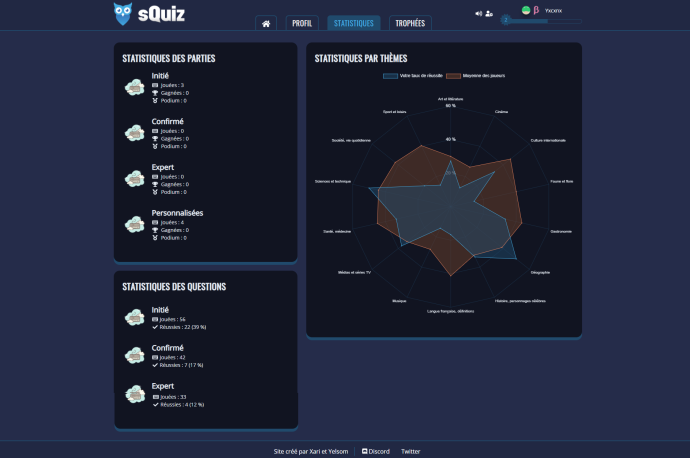 sQuiz
PROFIL
STATISTIQUES
TROPHÉES
2
β
Yxcxnx
STATISTIQUES DES PARTIES
Initié
Jouées : 3
Gagnées : 0
Podium : 0
Confirmé
Jouées : 0
Gagnées : 0
Podium : 0
Expert
Jouées : 0
Gagnées : 0
Podium : 0
Personnalisées
Jouées : 4
Gagnées : 0
Podium : 0
STATISTIQUES DES QUESTIONS
Initié
Jouées : 56
Réussies : 22 (39 %)
Confirmé
Jouées : 42
Réussies : 7 (17 %)
Expert
Jouées : 33
Réussies : 4 (12 %)
STATISTIQUES PAR THÈMES
Votre taux de réussite
Moyenne des joueurs
Art et littérature
60 %
Sport et loisirs
Cinéma
40 %
Société, vie quotidienne
Culture internationale
20 %
Sciences et technique
Faune et flore
Santé, médecine
Gastronomie
Médias et séries TV
Géographie
Musique
Histoire, personnages célèbres
Langue française, définitions
Site créé par Xari et Yelsom
Discord
Twitter